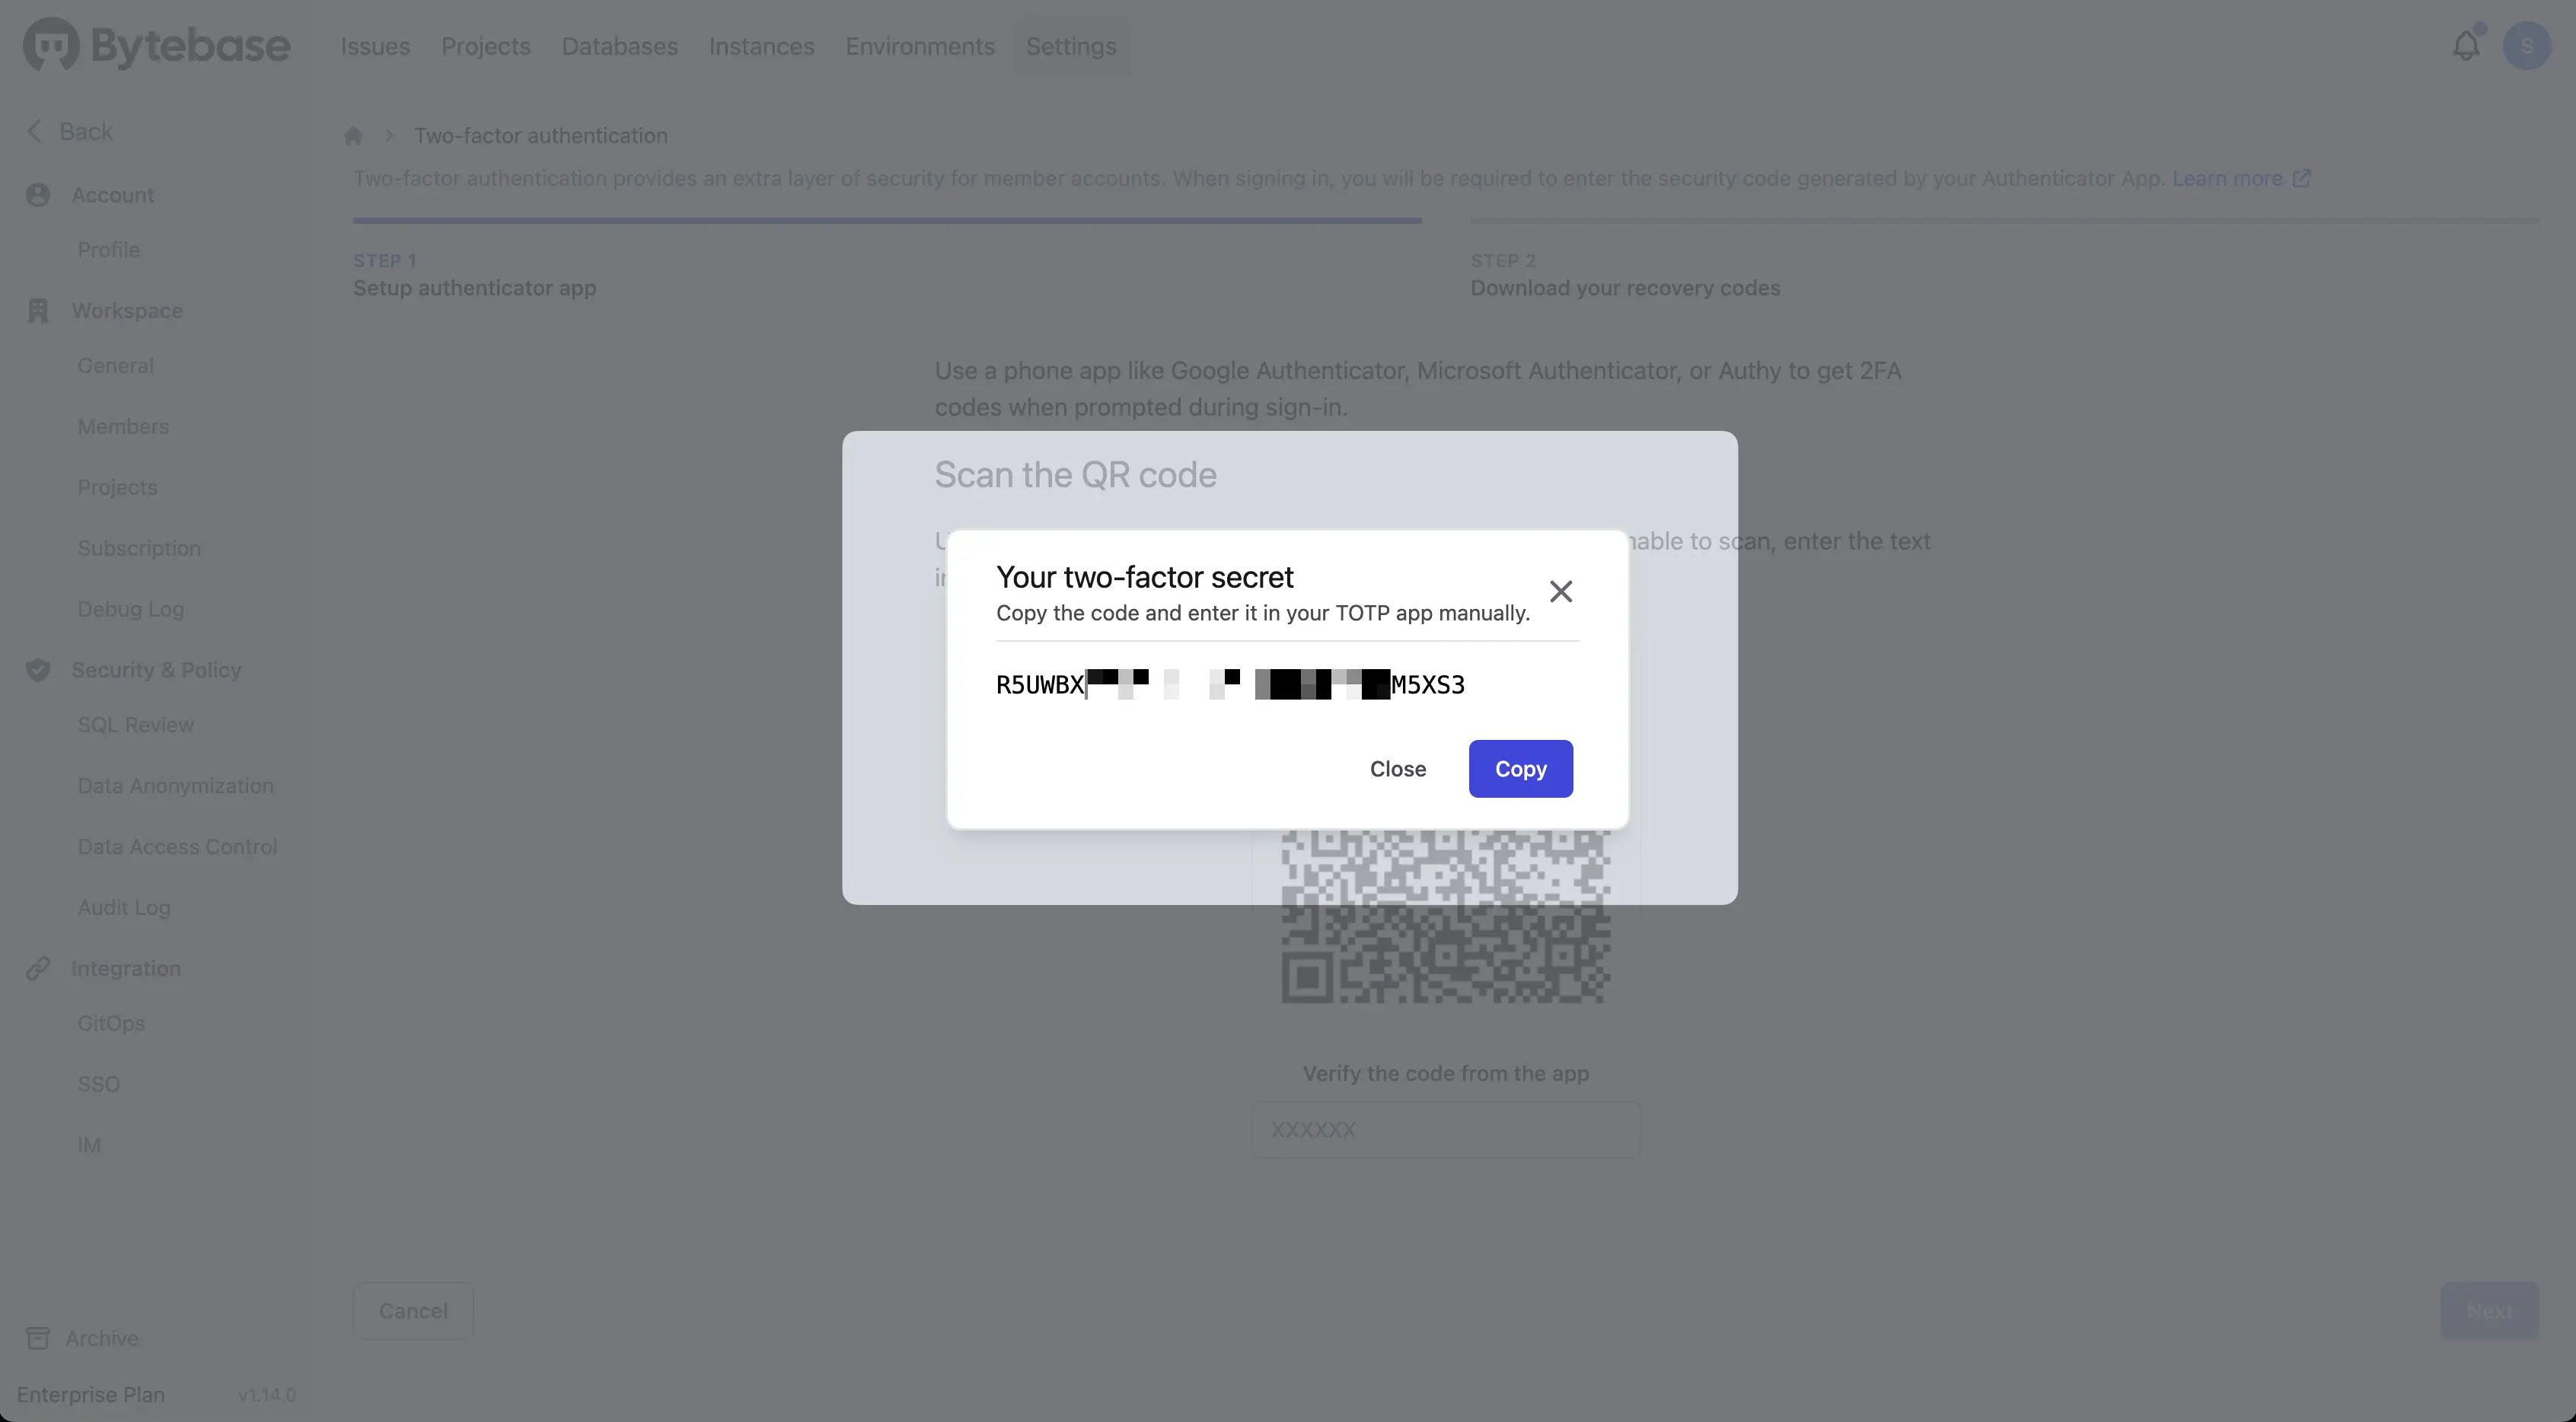 Bytebase
Issues
Projects
Databases
Instances
Environments
Settings
S
Back
Account
Profile
Workspace
General
Members
Projects
Subscription
Debug Log
Security & Policy
SQL Review
Data Anonymization
Data Access Control
Audit Log
Integration
GitOps
SSO
IM
Archive
Enterprise Plan
v1.14.0
Two-factor authentication
Two-factor authentication provides an extra layer of security for member accounts. When signing in, you will be required to enter the security code generated by your Authenticator App. Learn more
STEP 1
Setup authenticator app
STEP 2
Download your recovery codes
Use a phone app like Google Authenticator, Microsoft Authenticator, or Authy to get 2FA
codes when prompted during sign-in.
Scan the QR code
to scan, enter the text
Your two-factor secret
Copy the code and enter it in your TOTP app manually.
R5UWBX
M5XS3
Close
Copy
Verify the code from the app
XXXXXX
Cancel
Next